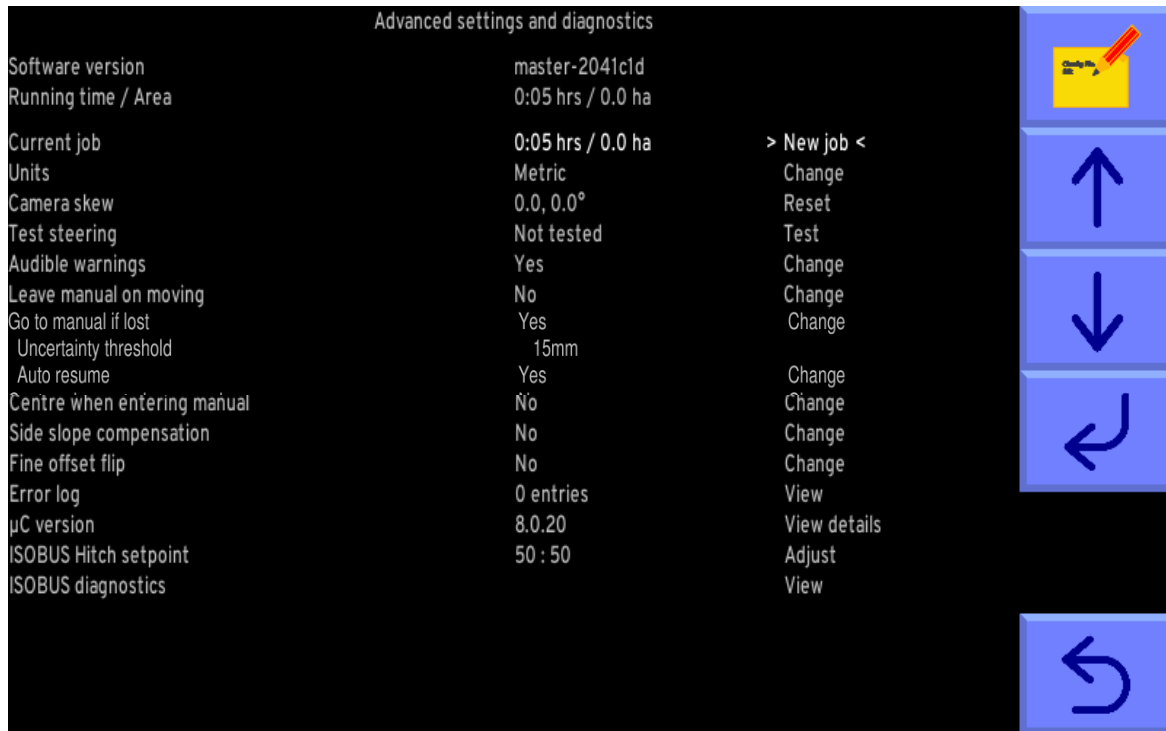 Advanced settings and diagnostics
Software version master-2041c1d
Running time / Area 0:05 hrs / 0.0 ha
Current job 0:05 hrs / 0.0 ha > New job <
Units Metric Change
Camera skew 0.0, 0.0° Reset
Test steering Not tested Test
Audible warnings Yes Change
Leave manual on moving No Change
Go to manual if lost Yes Change
Uncertainty threshold 15mm
Auto resume Yes Change
Centre when entering manual No Change
Side slope compensation No Change
Fine offset flip No Change
Error log 0 entries View
µC version 8.0.20 View details
ISOBUS Hitch setpoint 50 : 50 Adjust
ISOBUS diagnostics View